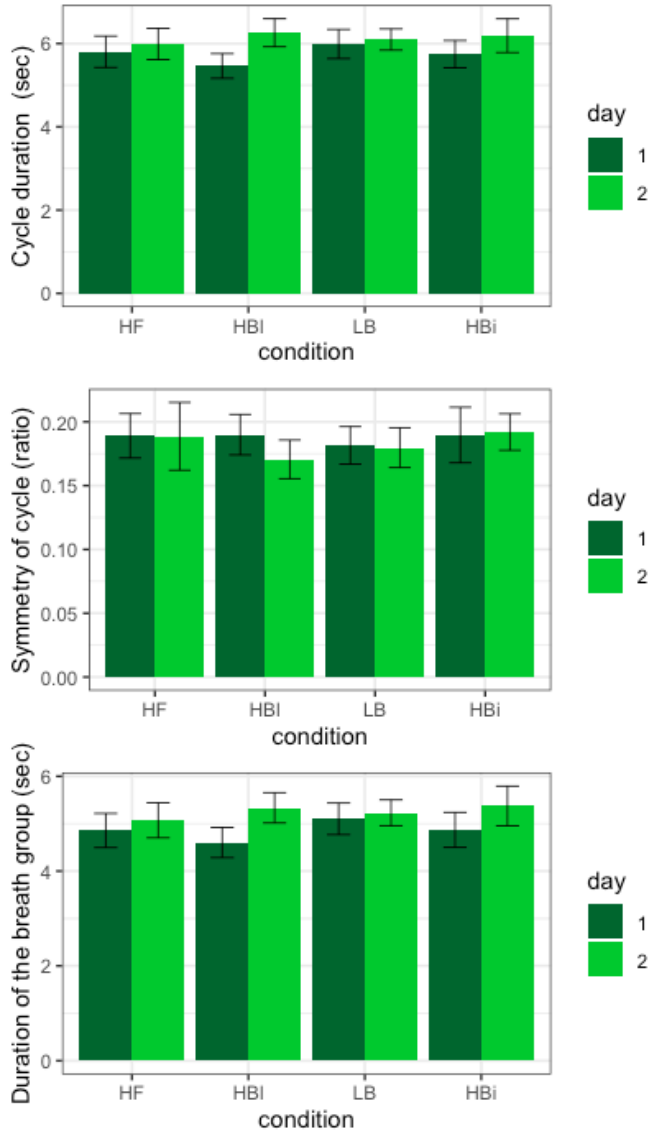 Cycle duration (sec)
6
4
2
0
HF HBl LB HBi
condition
day
1
2
Symmetry of cycle (ratio)
0.20
0.15
0.10
0.05
0.00
HF HBl LB HBi
condition
day
1
2
Duration of the breath group (sec)
6
4
2
0
HF HBl LB HBi
condition
day
1
2